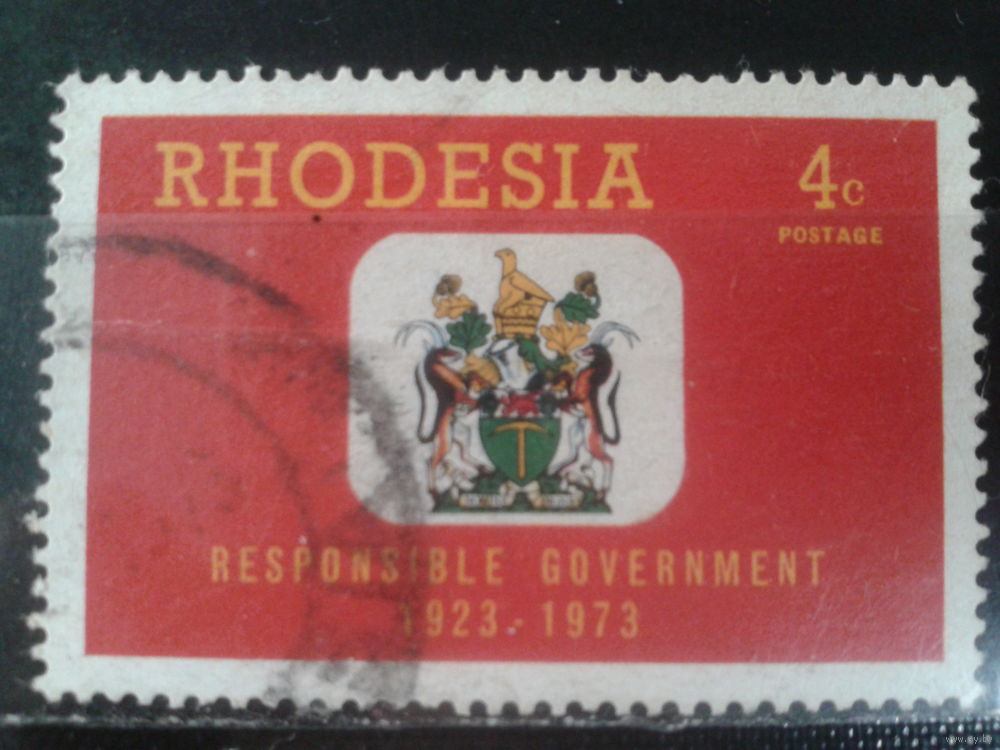 RHODESIA
4c
POSTAGE
RESPONSIBLE GOVERNMENT
1923-1973